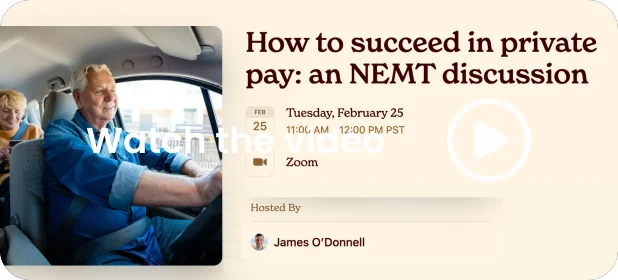 How to succeed in private
pay: an NEMT discussion
FEB
25
Tuesday, February 25
11:00 AM 12:00 PM PST
Watch the video
Zoom
Hosted By
James O'Donnell